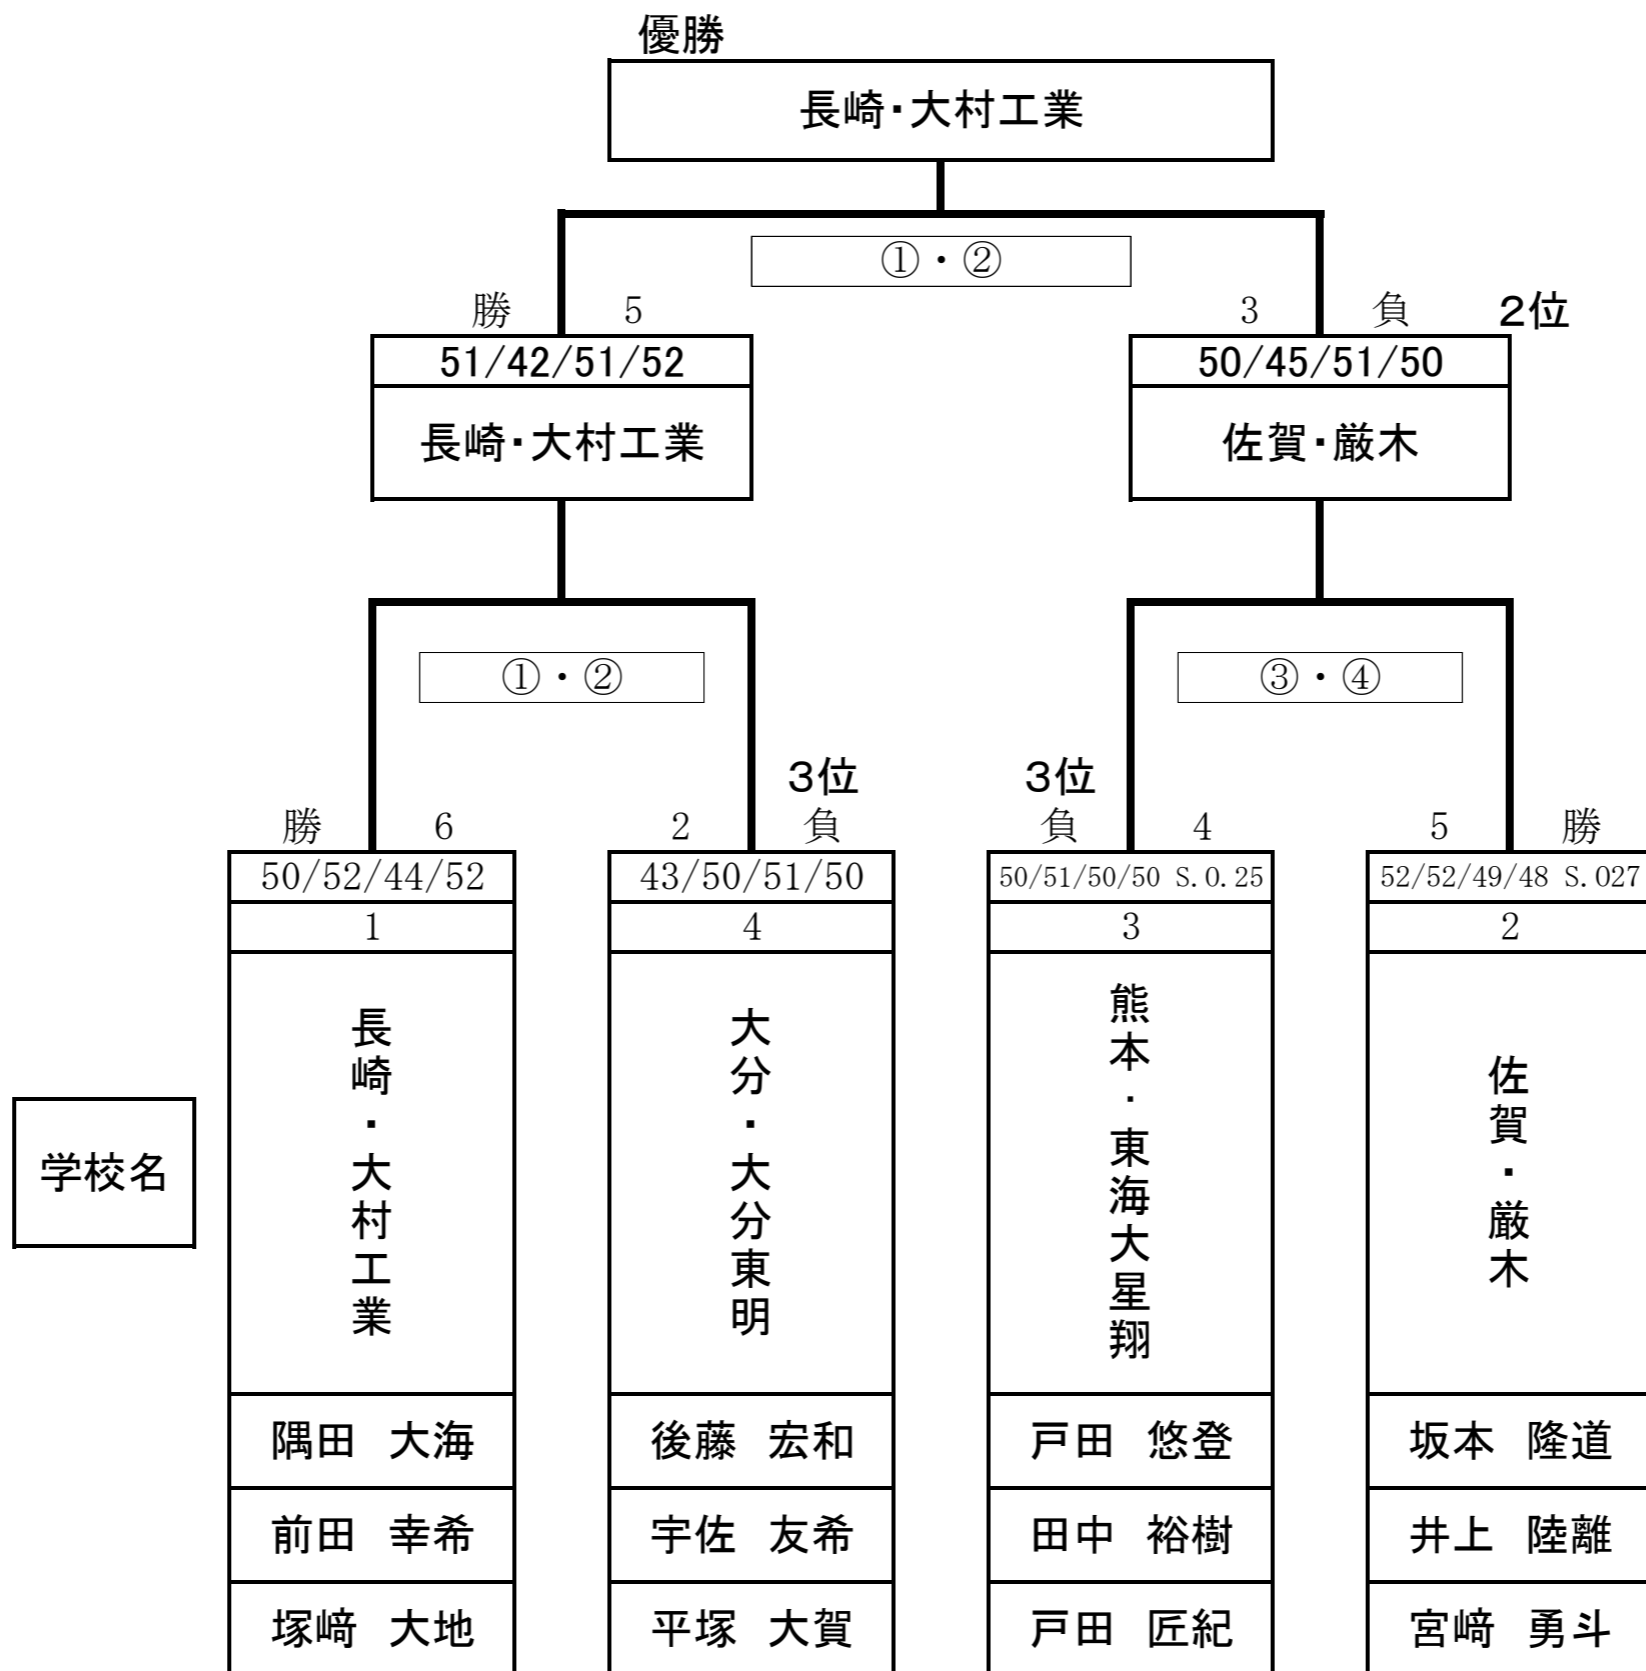 優勝
長崎・大村工業
①・②
勝 5
3 負 2位
51/42/51/52
50/45/51/50
長崎・大村工業
佐賀・厳木
①・②
③・④
3位
3位
勝 6
2 負
負 4
5 勝
50/52/44/52
43/50/51/50
50/51/50/50 S.O.25
52/52/49/48 S.O27
1
4
3
2
学校名
長崎・大村工業
大分・大分東明
熊本・東海大星翔
佐賀・厳木
隅田 大海
後藤 宏和
戸田 悠登
坂本 隆道
前田 幸希
宇佐 友希
田中 裕樹
井上 陸離
塚﨑 大地
平塚 大賀
戸田 匠紀
宮﨑 勇斗